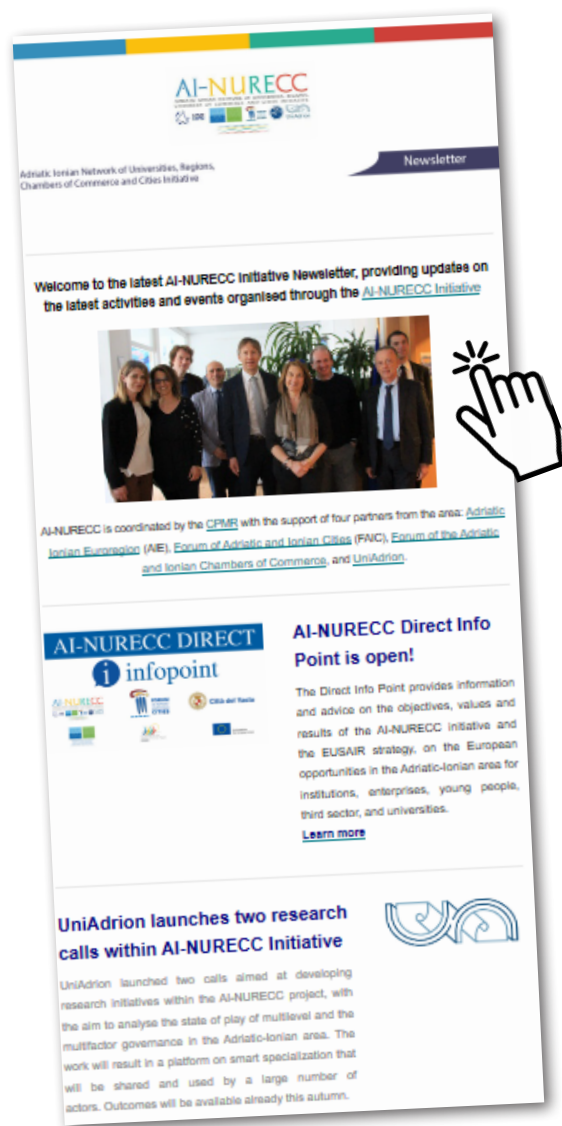 AI-NURECC
Adriatic Ionian Network of Universities, Regions,
Chambers of Commerce and Cities Initiative
Newsletter
Welcome to the latest AI-NURECC Initiative Newsletter, providing updates on
the latest activities and events organised through the AI-NURECC Initiative
AI-NURECC is coordinated by the CPMR with the support of four partners from the area: Adriatic
Ionian Euroregion (AIE), Forum of Adriatic and Ionian Cities (FAIC), Forum of the Adriatic
and Ionian Chambers of Commerce, and UniAdrion.
AI-NURECC DIRECT
i infopoint
AI-NURECC
Città del Vasto
AI-NURECC Direct Info
Point is open!
The Direct Info Point provides information
and advice on the objectives, values and
results of the AI-NURECC initiative and
the EUSAIR strategy, on the European
opportunities in the Adriatic-Ionian area for
institutions, enterprises, young people,
third sector, and universities.
Learn more
UniAdrion launches two research
calls within AI-NURECC Initiative
UniAdrion launched two calls aimed at developing
research initiatives within the AI-NURECC project, with
the aim to analyse the state of play of multilevel and the
multifactor governance in the Adriatic-Ionian area. The
work will result in a platform on smart specialization that
will be shared and used by a large number of
actors. Outcomes will be available already this autumn.